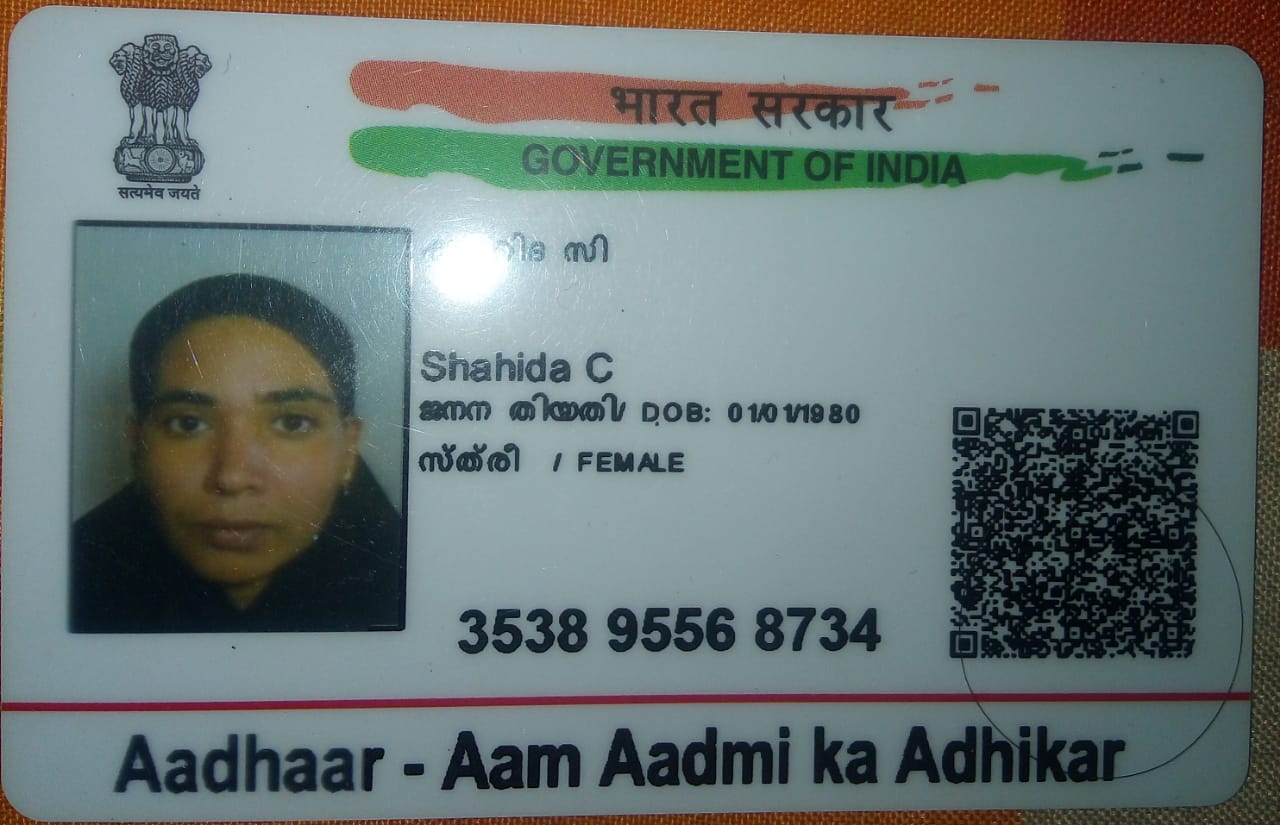 सत्यमेव जयते
भारत सरकार
GOVERNMENT OF INDIA
സി
Shahida C
ജനന തിയതി/ DOB: 01/01/1980
സ്ത്രീ / FEMALE
3538 9556 8734
Aadhaar - Aam Aadmi ka Adhikar